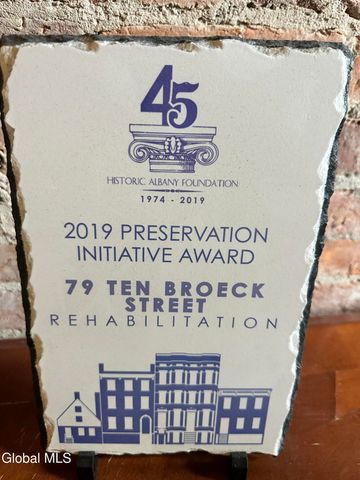 45
HISTORIC ALBANY FOUNDATION
1974 - 2019
2019 PRESERVATION
INITIATIVE AWARD
79 TEN BROECK
STREET
REHABILITATION
Global MLS